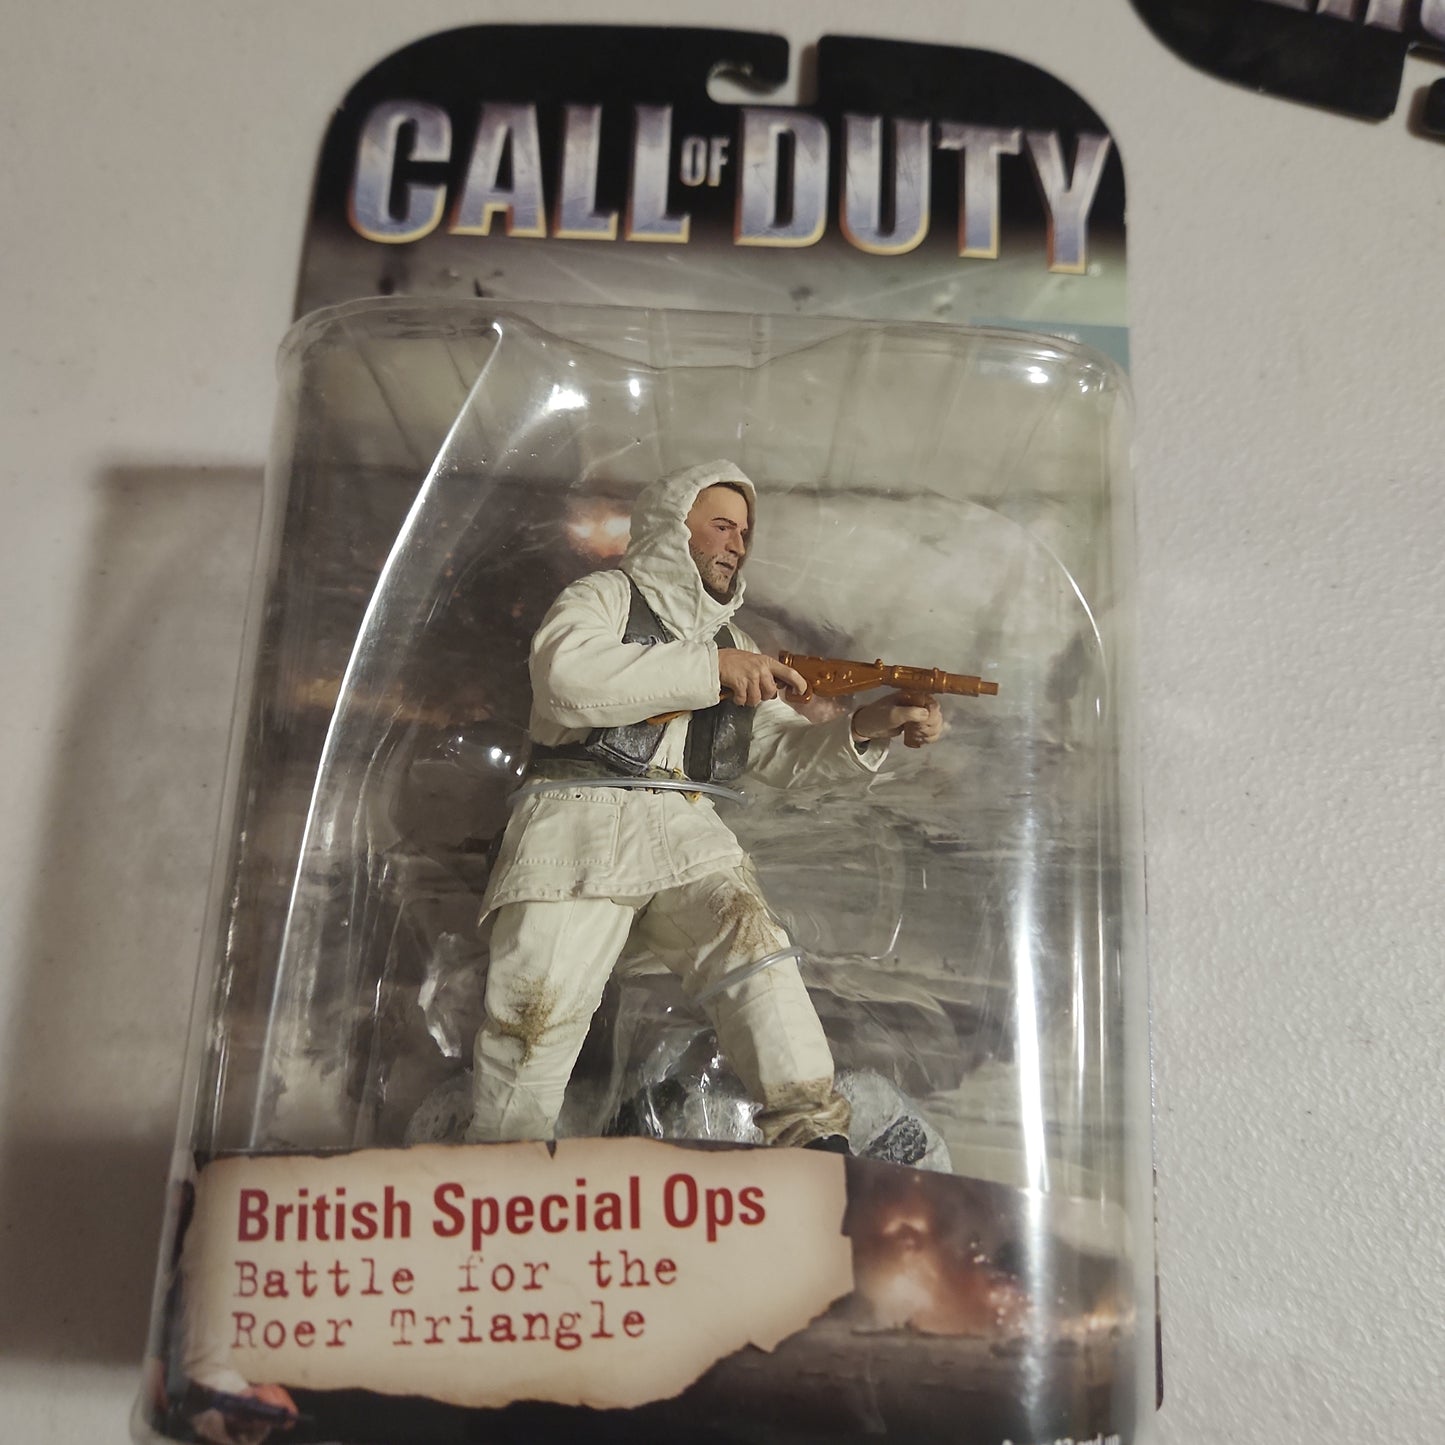 CALL OF DUTY
British Special Ops
Battle for the
Roer Triangle